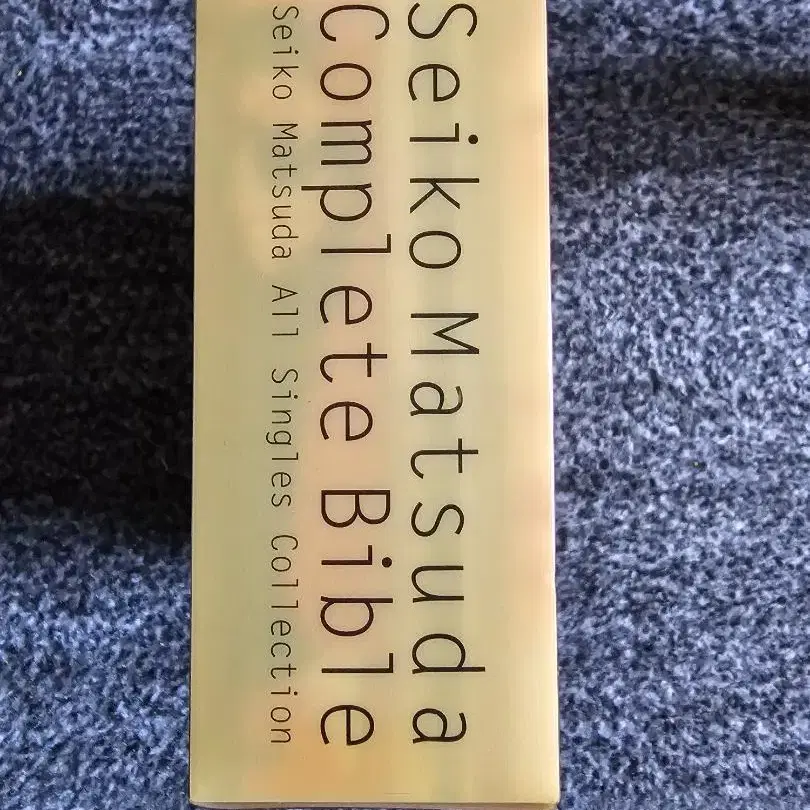 Seiko Matsuda
Complete Bible
Seiko Matsuda All Singles Collection